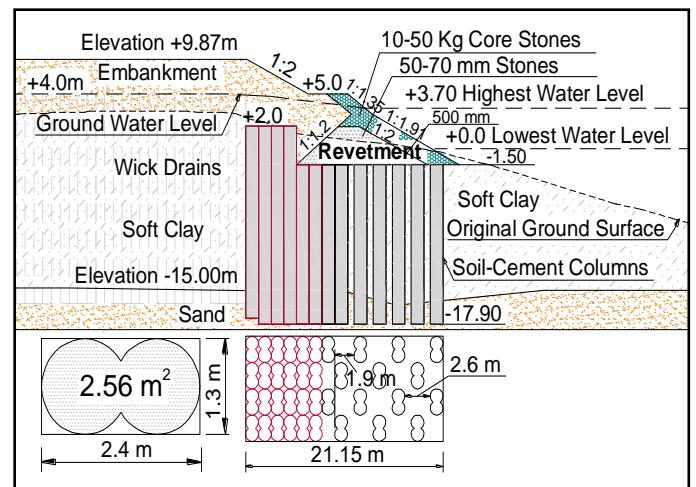 Elevation +9.87m
10-50 Kg Core Stones
1:2
50-70 mm Stones
Embankment
+4.0m
+5.0
1:1.35
+3.70 Highest Water Level
1:1.91
500 mm
Ground Water Level
+2.0
+0.0 Lowest Water Level
1:1.2
1:2
Revetment
-1.50
Wick Drains
Soft Clay
Soft Clay
Original Ground Surface
Elevation -15.00m
Soil-Cement Columns
Sand
-17.90
2.56 m²
1.3 m
2.4 m
1.9 m
2.6 m
21.15 m